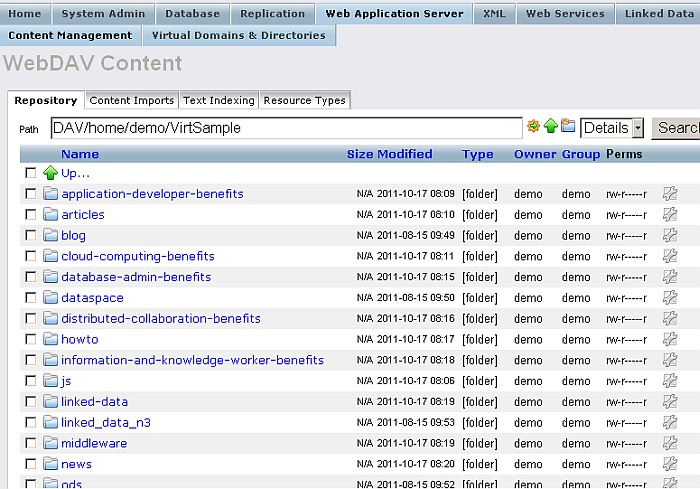 Home System Admin Database Replication Web Application Server XML Web Services Linked Data
Content Management Virtual Domains & Directories
WebDAV Content
Repository Content Imports Text Indexing Resource Types
Path DAV/home/demo/VirtSample Details Search
Name Size Modified Type Owner Group Perms
Up...
application-developer-benefits N/A 2011-10-17 08:09 [folder] demo demo rw-r-----r
articles N/A 2011-10-17 08:10 [folder] demo demo rw-r-----r
blog N/A 2011-08-15 09:49 [folder] demo demo rw-r-----r
cloud-computing-benefits N/A 2011-10-17 08:11 [folder] demo demo rw-r-----r
database-admin-benefits N/A 2011-10-17 08:15 [folder] demo demo rw-r-----r
dataspace N/A 2011-08-15 09:50 [folder] demo demo rw-r-----r
distributed-collaboration-benefits N/A 2011-10-17 08:16 [folder] demo demo rw-r-----r
howto N/A 2011-10-17 08:17 [folder] demo demo rw-r-----r
information-and-knowledge-worker-benefits N/A 2011-10-17 08:18 [folder] demo demo rw-r-----r
js N/A 2011-10-17 08:06 [folder] demo demo rw-r-----r
linked-data N/A 2011-10-17 08:19 [folder] demo demo rw-r-----r
linked_data_n3 N/A 2011-08-15 09:53 [folder] demo demo rw-r-----r
middleware N/A 2011-10-17 08:19 [folder] demo demo rw-r-----r
news N/A 2011-10-17 08:20 [folder] demo demo rw-r-----r
ods N/A 2011-08-15 09:52 [folder] demo demo rw-r-----r